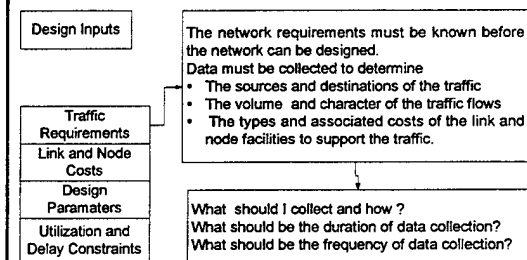 Design Inputs
The network requirements must be known before
the network can be designed.
Data must be collected to determine
• The sources and destinations of the traffic
• The volume and character of the traffic flows
• The types and associated costs of the link and
node facilities to support the traffic.
Traffic
Requirements
Link and Node
Costs
Design
Paramaters
Utilization and
Delay Constraints
What should I collect and how ?
What should be the duration of data collection?
What should be the frequency of data collection?